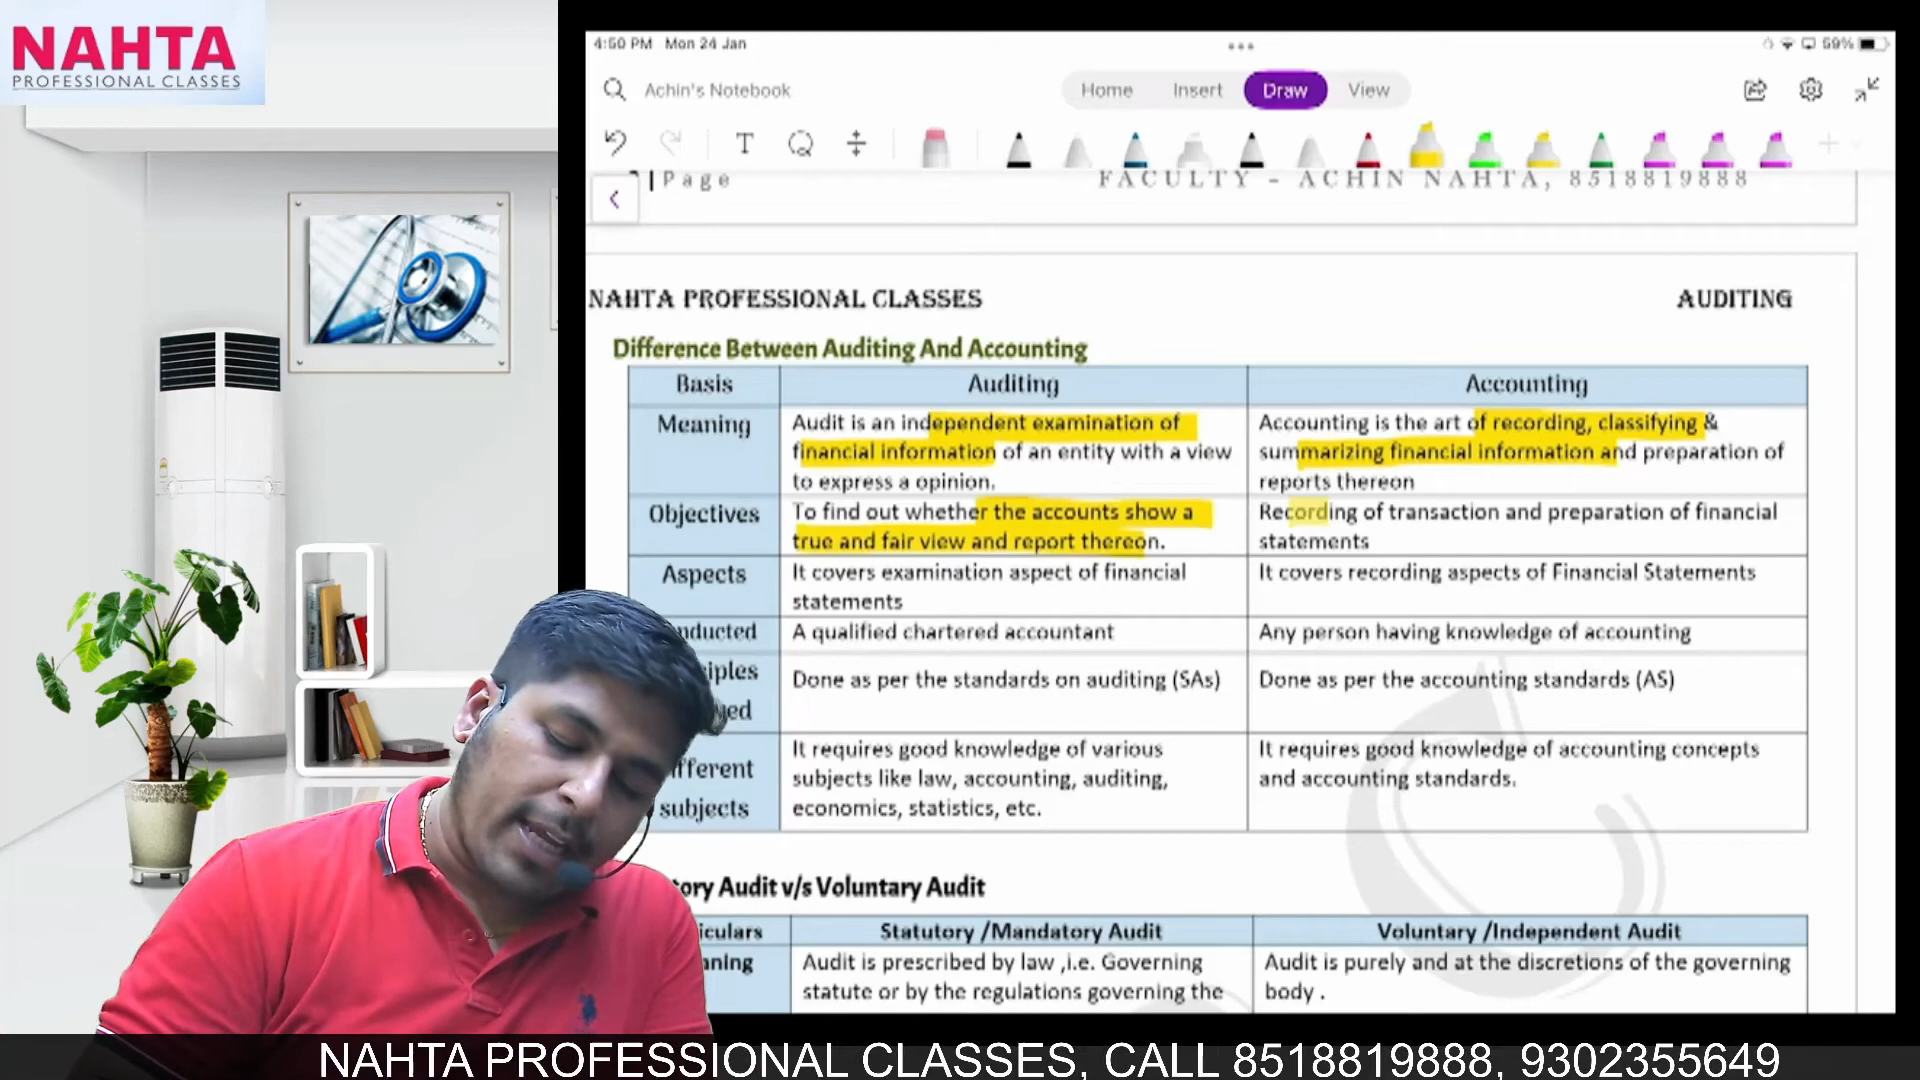 NAHTA
PROFESSIONAL CLASSES
4:50 PM Mon 24 Jan
59%
Achin's Notebook
Home Insert Draw View
T
| Page
FACULTY - ACHIN NAHTA, 8518819888
NAHTA PROFESSIONAL CLASSES AUDITING
Difference Between Auditing And Accounting
Basis Auditing Accounting
Meaning
Audit is an independent examination of
financial information of an entity with a view
to express a opinion.
Accounting is the art of recording, classifying &
summarizing financial information and preparation of
reports thereon
Objectives
To find out whether the accounts show a
true and fair view and report thereon.
Recording of transaction and preparation of financial
statements
Aspects
It covers examination aspect of financial
statements
It covers recording aspects of Financial Statements
nducted
A qualified chartered accountant
Any person having knowledge of accounting
iples
ed
Done as per the standards on auditing (SAs)
Done as per the accounting standards (AS)
fferent
subjects
It requires good knowledge of various
subjects like law, accounting, auditing,
economics, statistics, etc.
It requires good knowledge of accounting concepts
and accounting standards.
tory Audit v/s Voluntary Audit
iculars Statutory /Mandatory Audit Voluntary /Independent Audit
aning
Audit is prescribed by law ,i.e. Governing
statute or by the regulations governing the
Audit is purely and at the discretions of the governing
body .
NAHTA PROFESSIONAL CLASSES, CALL 8518819888, 9302355649